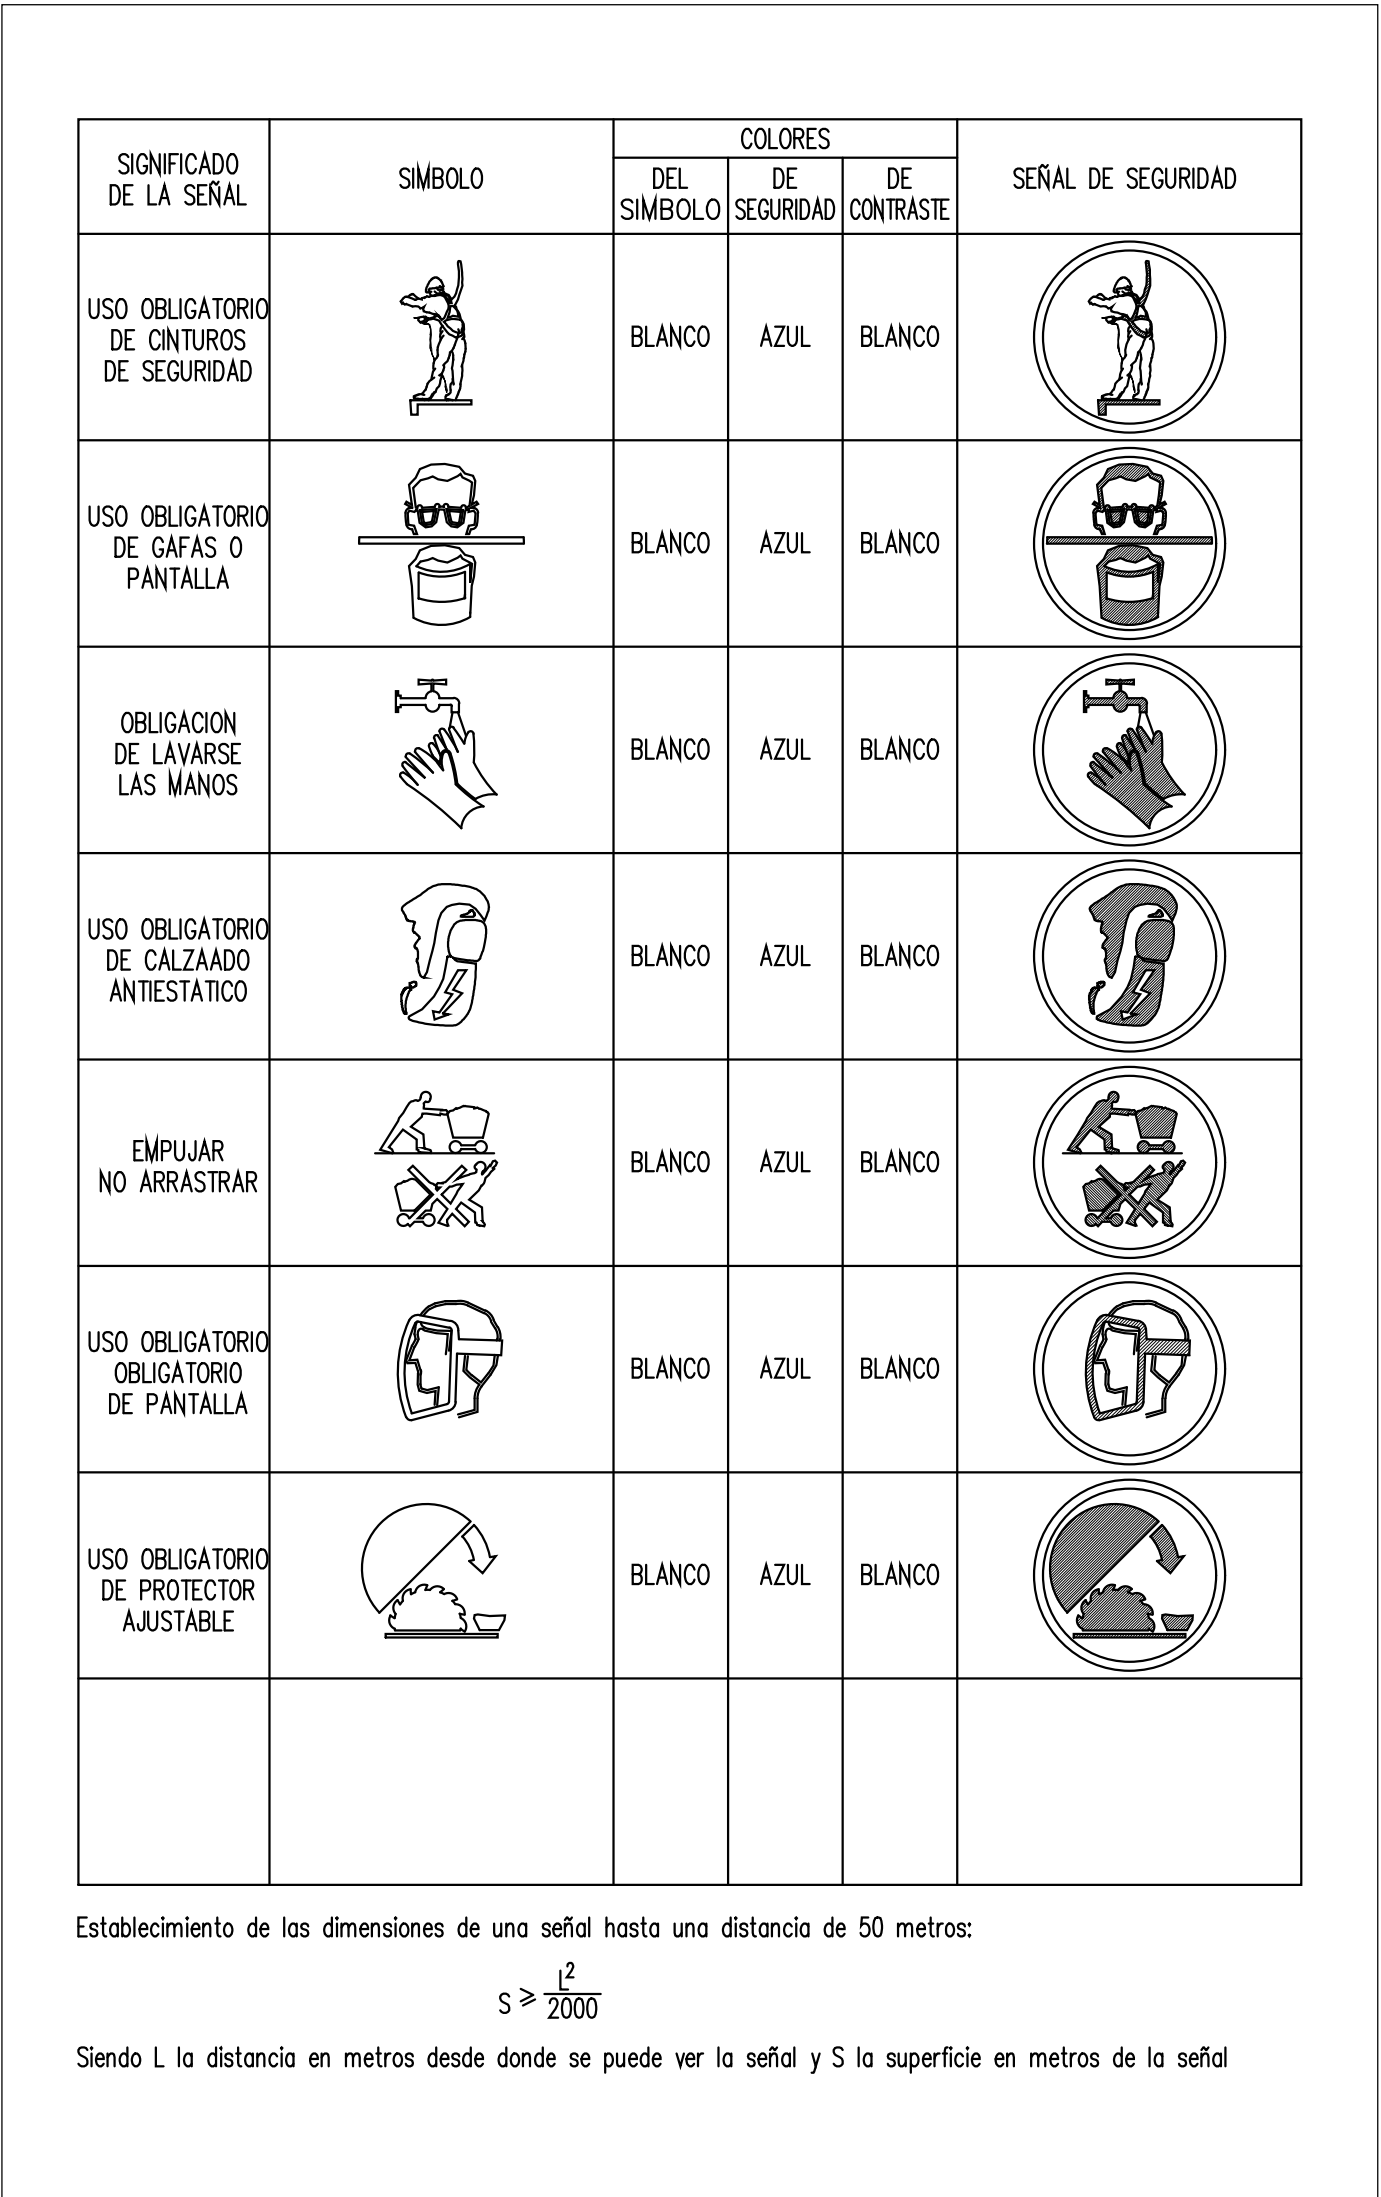 SIGNIFICADO
DE LA SEÑAL
SIMBOLO
COLORES
DEL
SIMBOLO
DE
SEGURIDAD
DE
CONTRASTE
SEÑAL DE SEGURIDAD
USO OBLIGATORIO
DE CINTUROS
DE SEGURIDAD
BLANCO
AZUL
BLANCO
USO OBLIGATORIO
DE GAFAS O
PANTALLA
BLANCO
AZUL
BLANCO
OBLIGACION
DE LAVARSE
LAS MANOS
BLANCO
AZUL
BLANCO
USO OBLIGATORIO
DE CALZAADO
ANTIESTATICO
BLANCO
AZUL
BLANCO
EMPUJAR
NO ARRASTRAR
BLANCO
AZUL
BLANCO
USO OBLIGATORIO
OBLIGATORIO
DE PANTALLA
BLANCO
AZUL
BLANCO
USO OBLIGATORIO
DE PROTECTOR
AJUSTABLE
BLANCO
AZUL
BLANCO
Establecimiento de las dimensiones de una señal hasta una distancia de 50 metros:
S ⩾ L² / 2000
Siendo L la distancia en metros desde donde se puede ver la señal y S la superficie en metros de la señal